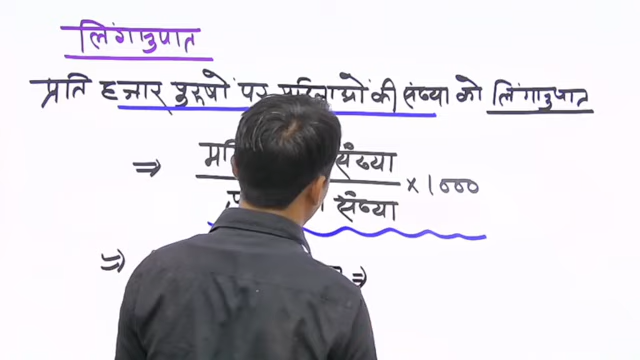 लिंगानुपात
प्रति हजार पुरुषों पर महिलाओं की संख्या को लिंगानुपात
⇒ संख्या
संख्या × 1000
⇒ ⇒